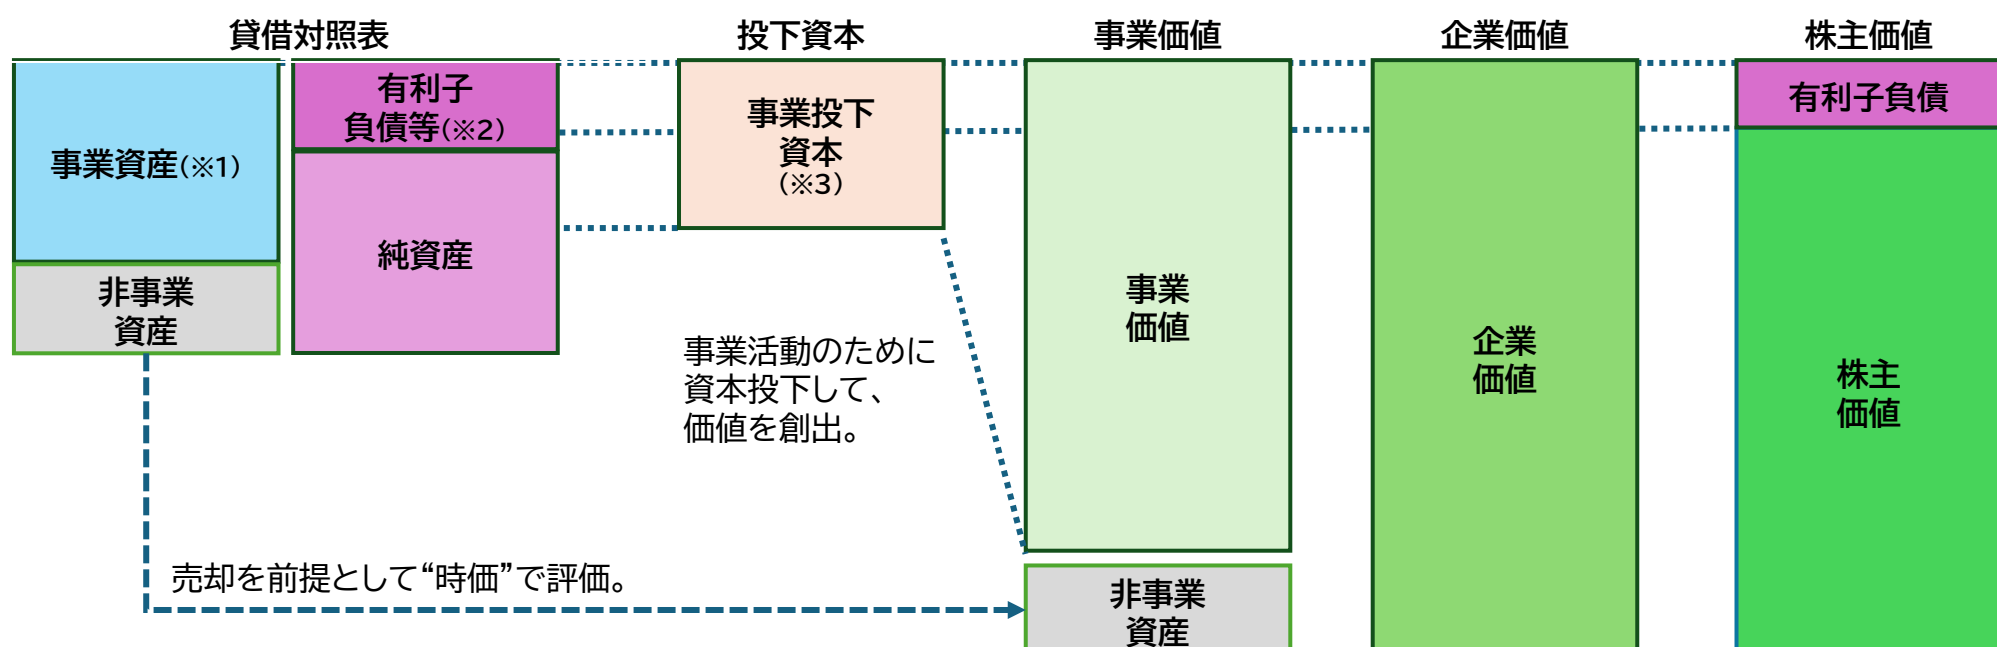 貸借対照表
投下資本
事業価値
企業価値
株主価値
事業資産(※1)
非事業
資産
有利子
負債等(※2)
純資産
事業投下
資本
(※3)
事業活動のために
資本投下して、
価値を創出。
売却を前提として“時価”で評価。
事業
価値
非事業
資産
企業
価値
有利子負債
株主
価値